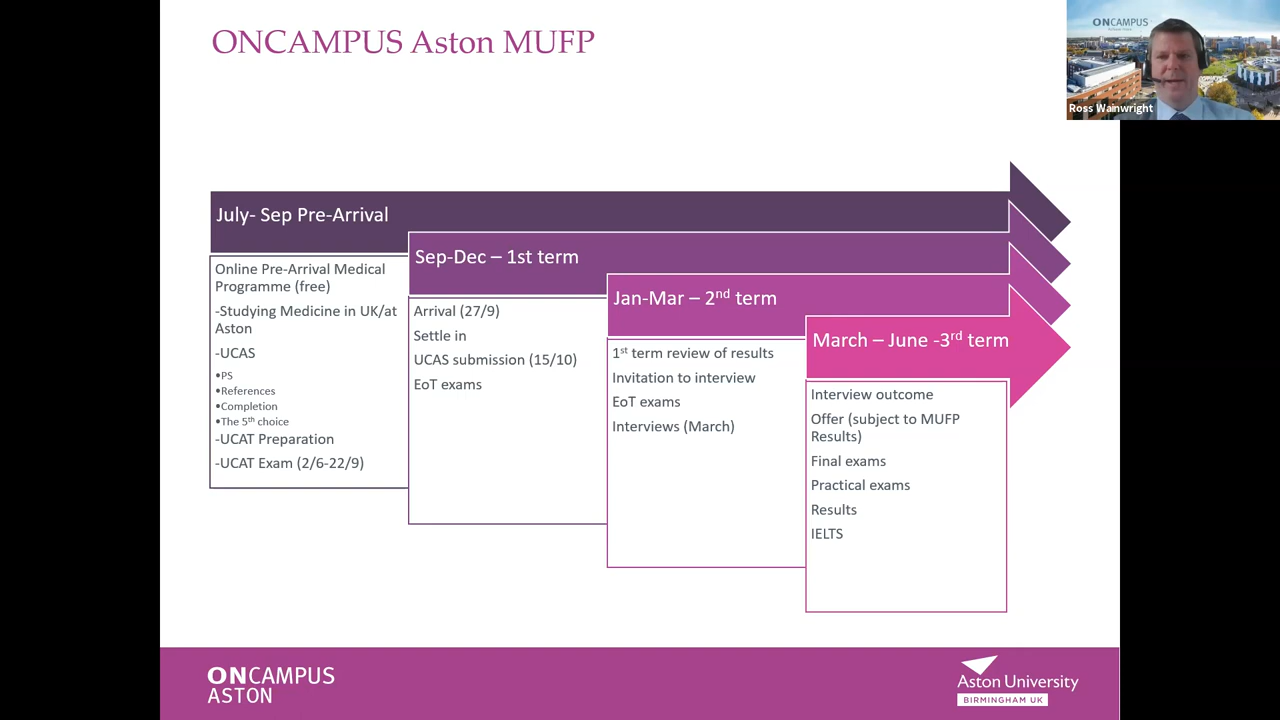 ONCAMPUS Aston MUFP
ONCAMPUS
Ross Wainwright
July- Sep Pre-Arrival
Online Pre-Arrival Medical
Programme (free)
-Studying Medicine in UK/at
Aston
-UCAS
•PS
•References
•Completion
•The 5th choice
-UCAT Preparation
-UCAT Exam (2/6-22/9)
Sep-Dec – 1st term
Arrival (27/9)
Settle in
UCAS submission (15/10)
EoT exams
Jan-Mar – 2nd term
1st term review of results
Invitation to interview
EoT exams
Interviews (March)
March – June -3rd term
Interview outcome
Offer (subject to MUFP
Results)
Final exams
Practical exams
Results
IELTS
ONCAMPUS
ASTON
Aston University
BIRMINGHAM UK